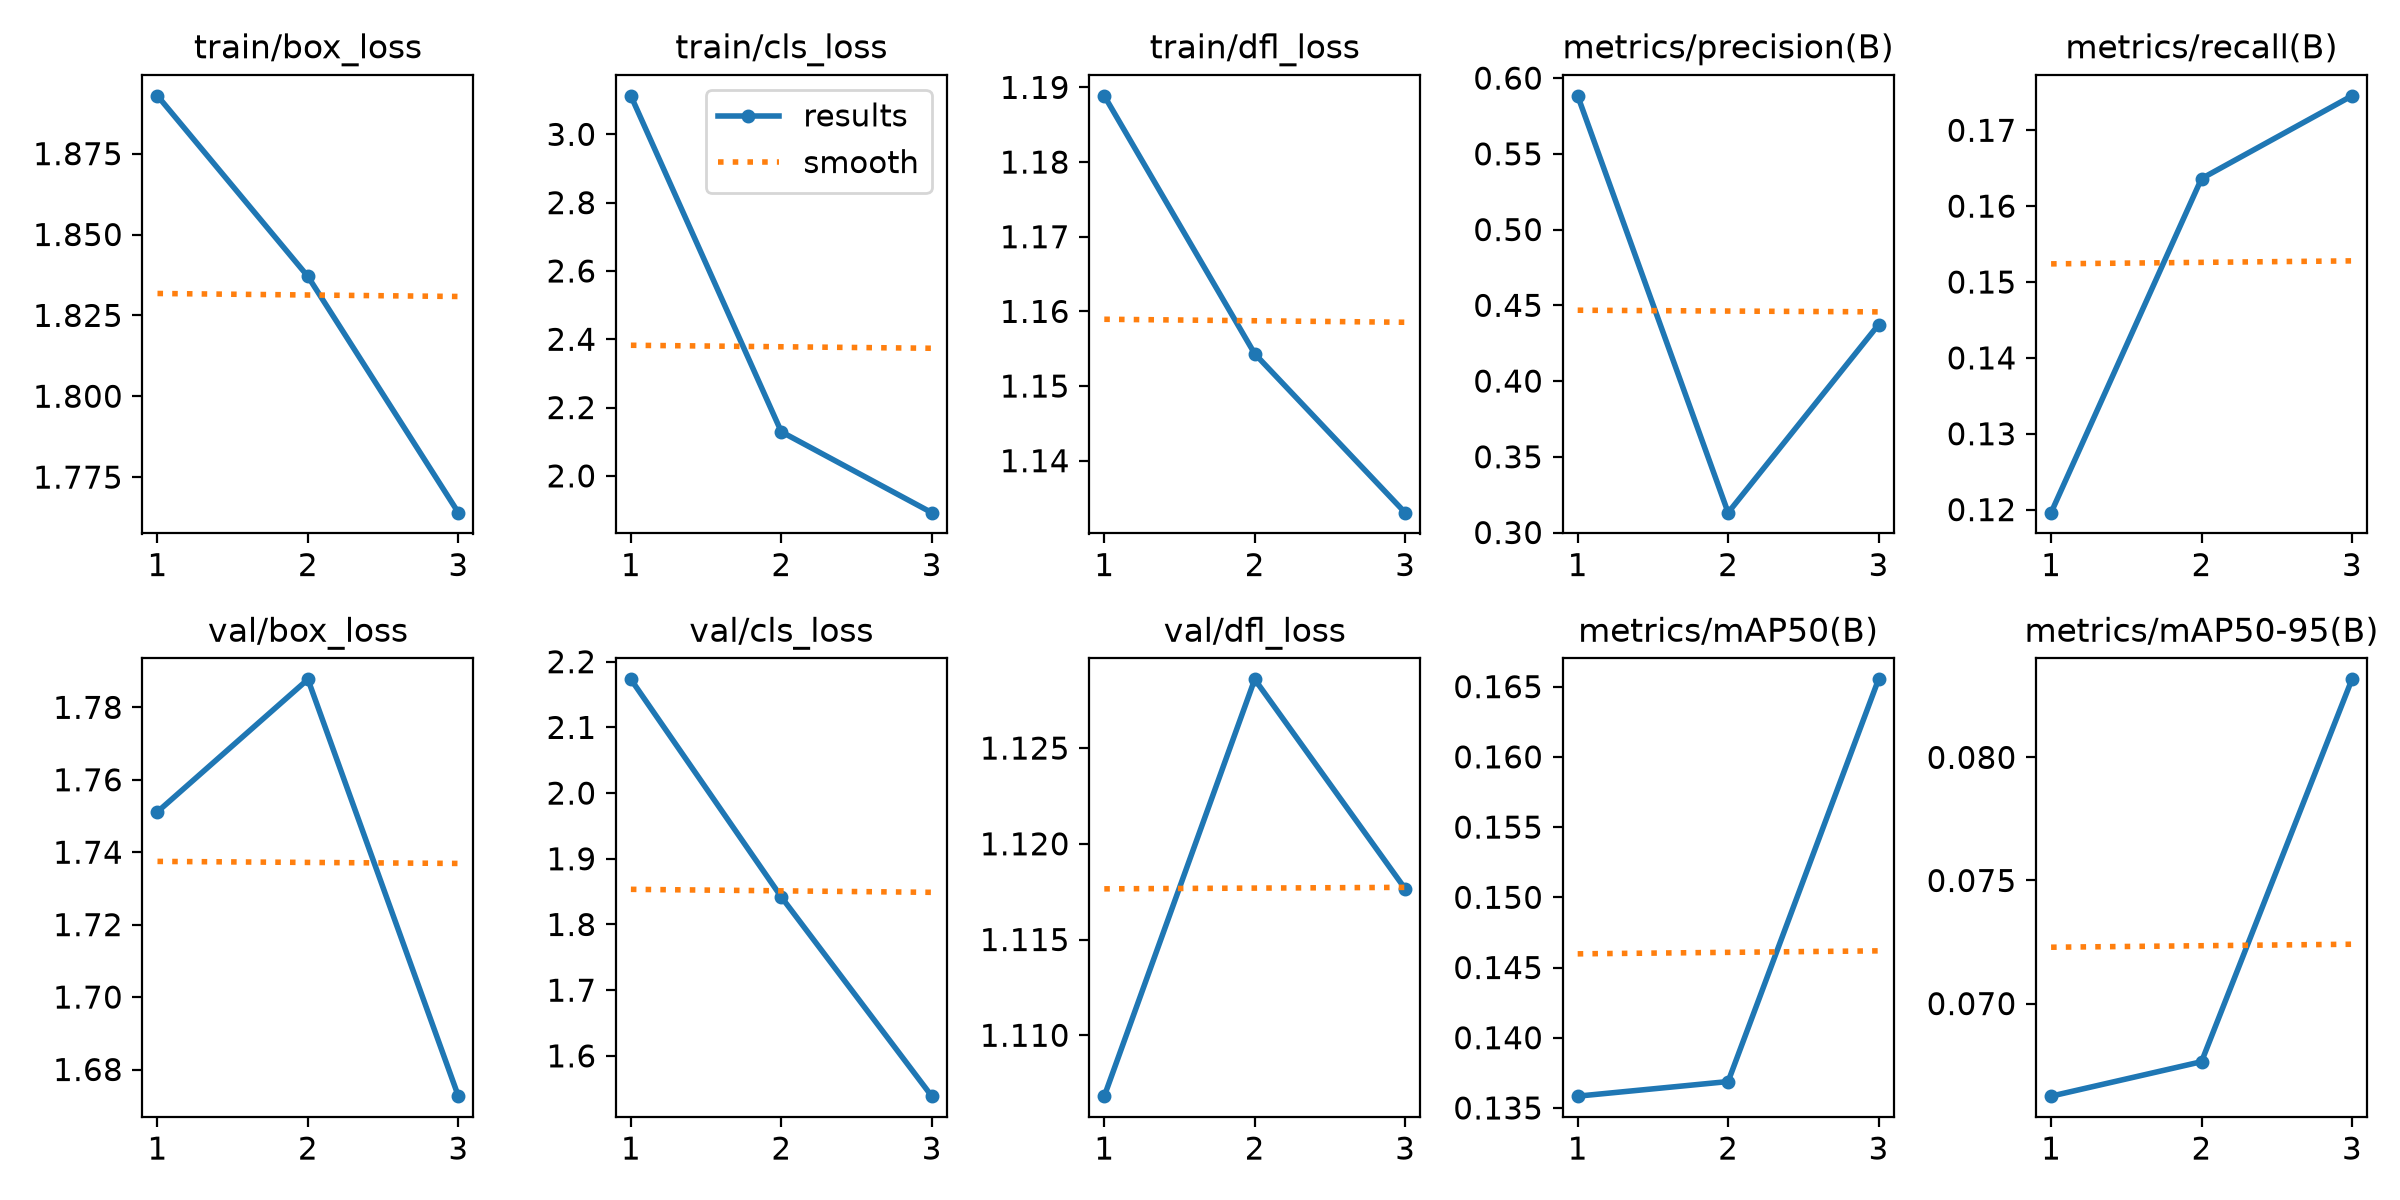 train/box_loss
1.875
1.850
1.825
1.800
1.775
1 2 3
train/cls_loss
results
smooth
3.0
2.8
2.6
2.4
2.2
2.0
1 2 3
train/dfl_loss
1.19
1.18
1.17
1.16
1.15
1.14
1 2 3
metrics/precision(B)
0.60
0.55
0.50
0.45
0.40
0.35
0.30
1 2 3
metrics/recall(B)
0.17
0.16
0.15
0.14
0.13
0.12
1 2 3
val/box_loss
1.78
1.76
1.74
1.72
1.70
1.68
1 2 3
val/cls_loss
2.2
2.1
2.0
1.9
1.8
1.7
1.6
1 2 3
val/dfl_loss
1.125
1.120
1.115
1.110
1 2 3
metrics/mAP50(B)
0.165
0.160
0.155
0.150
0.145
0.140
0.135
1 2 3
metrics/mAP50-95(B)
0.080
0.075
0.070
1 2 3